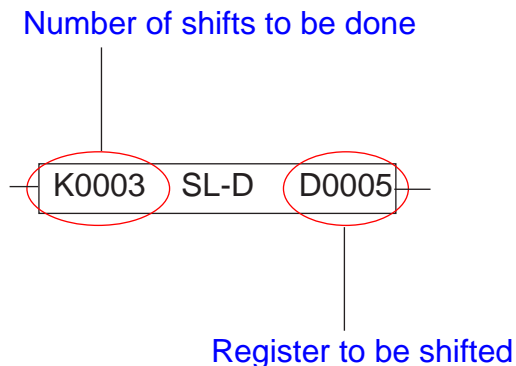 Number of shifts to be done
K0003 SL-D D0005
Register to be shifted